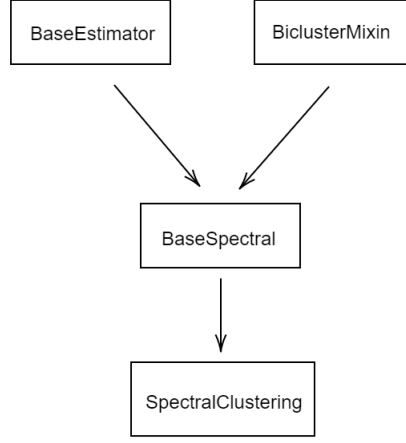 BaseEstimator
BiclusterMixin
BaseSpectral
SpectralClustering